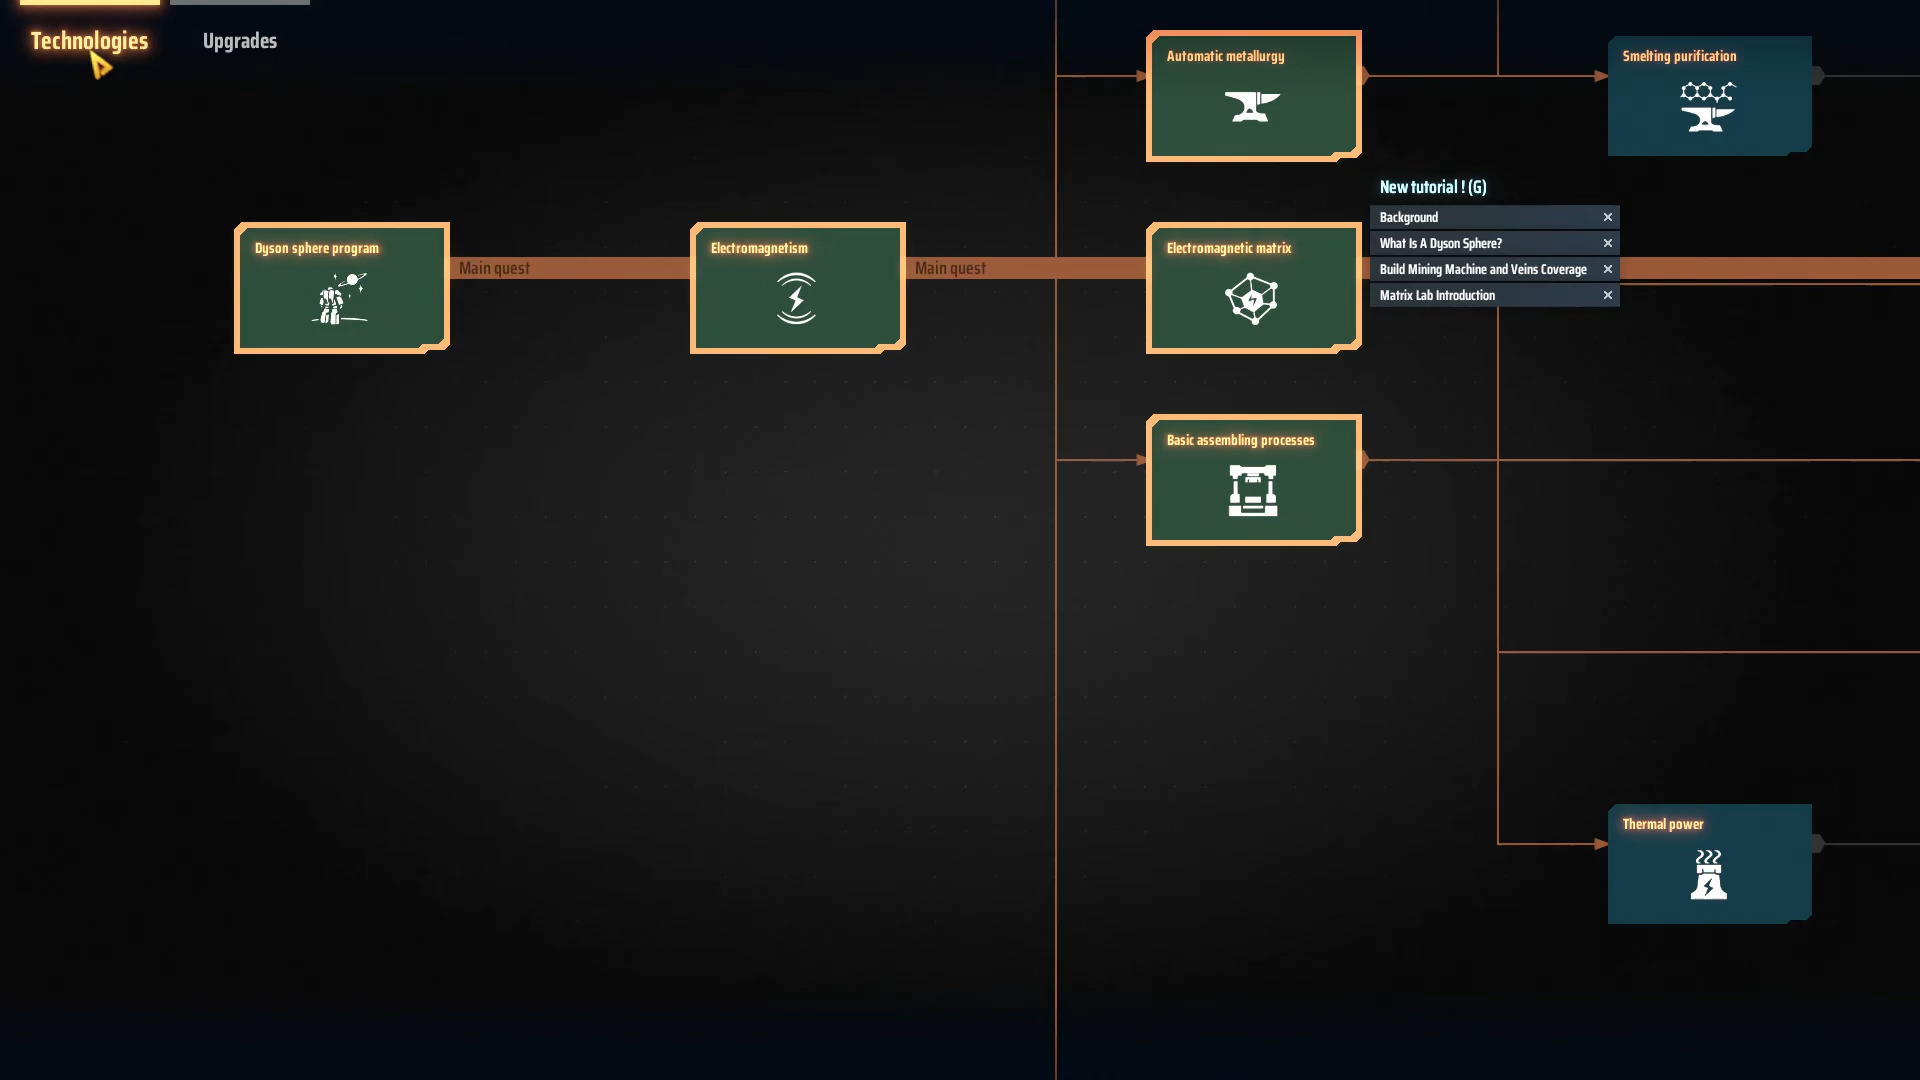 Technologies
Upgrades
Automatic metallurgy
Smelting purification
New tutorial ! (G)
Background
What Is A Dyson Sphere?
Build Mining Machine and Veins Coverage
Matrix Lab Introduction
Dyson sphere program
Main quest
Electromagnetism
Main quest
Electromagnetic matrix
Basic assembling processes
Thermal power